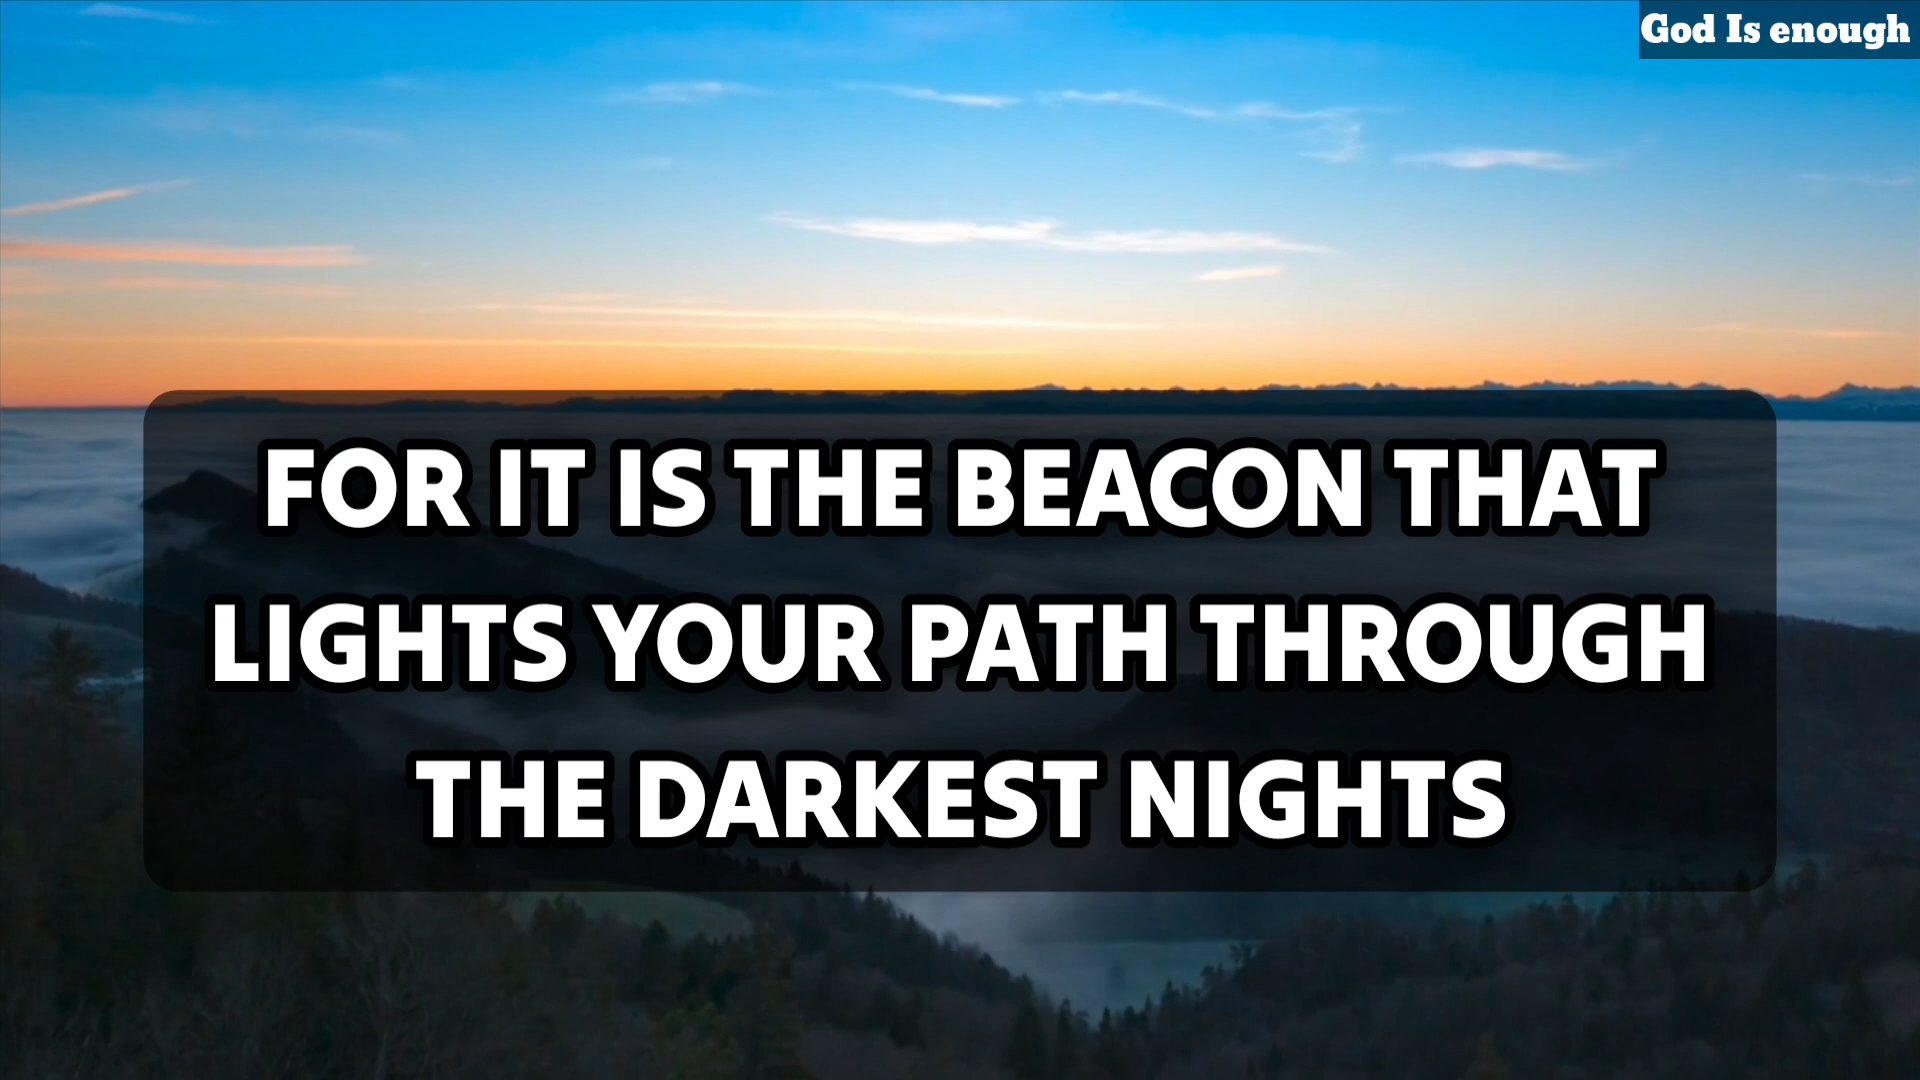 God Is enough
FOR IT IS THE BEACON THAT
LIGHTS YOUR PATH THROUGH
THE DARKEST NIGHTS